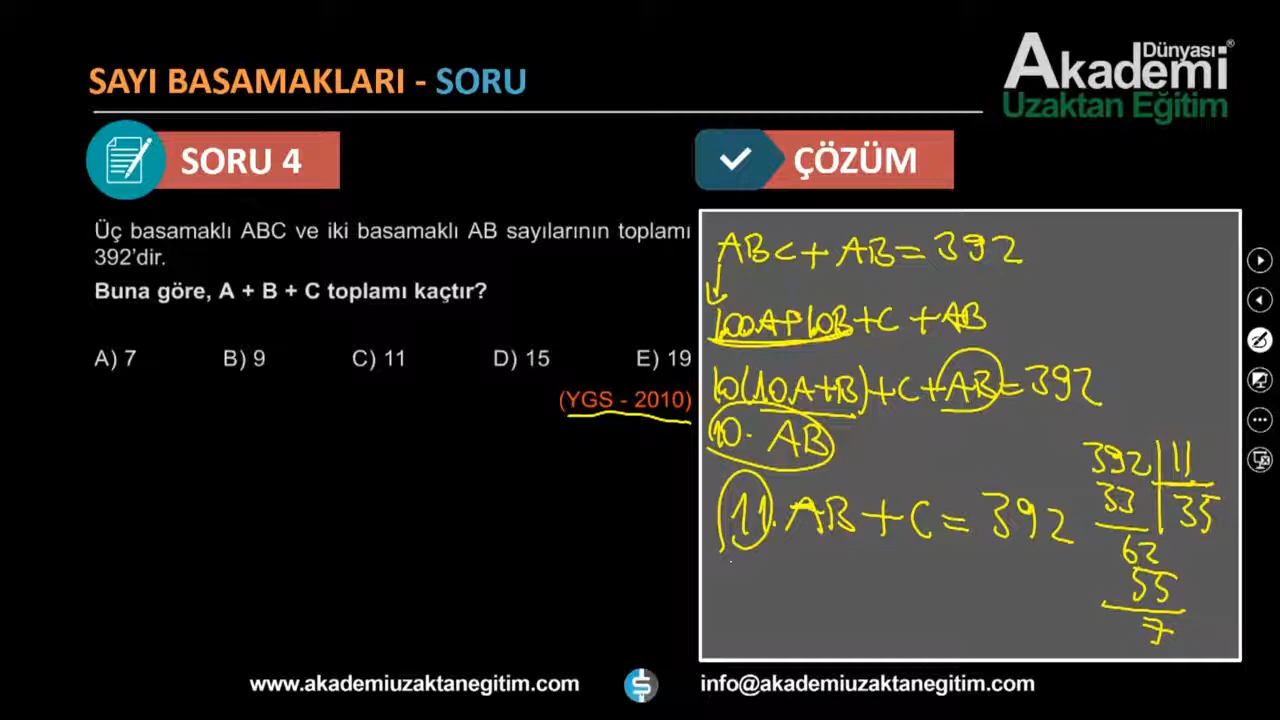 SAYI BASAMAKLARI - SORU
Akademi Dünyası®
Uzaktan Eğitim
SORU 4
Üç basamaklı ABC ve iki basamaklı AB sayılarının toplamı
392'dir.
Buna göre, A + B + C toplamı kaçtır?
A) 7 B) 9 C) 11 D) 15 E) 19
(YGS - 2010)
ÇÖZÜM
ABC + AB = 392
100A+10B+C +AB
10(10A+B)+C+AB=392
10. AB
11. AB + C = 392
392 11
33 35
62
55
7
www.akademiuzaktanegitim.com
info@akademiuzaktanegitim.com